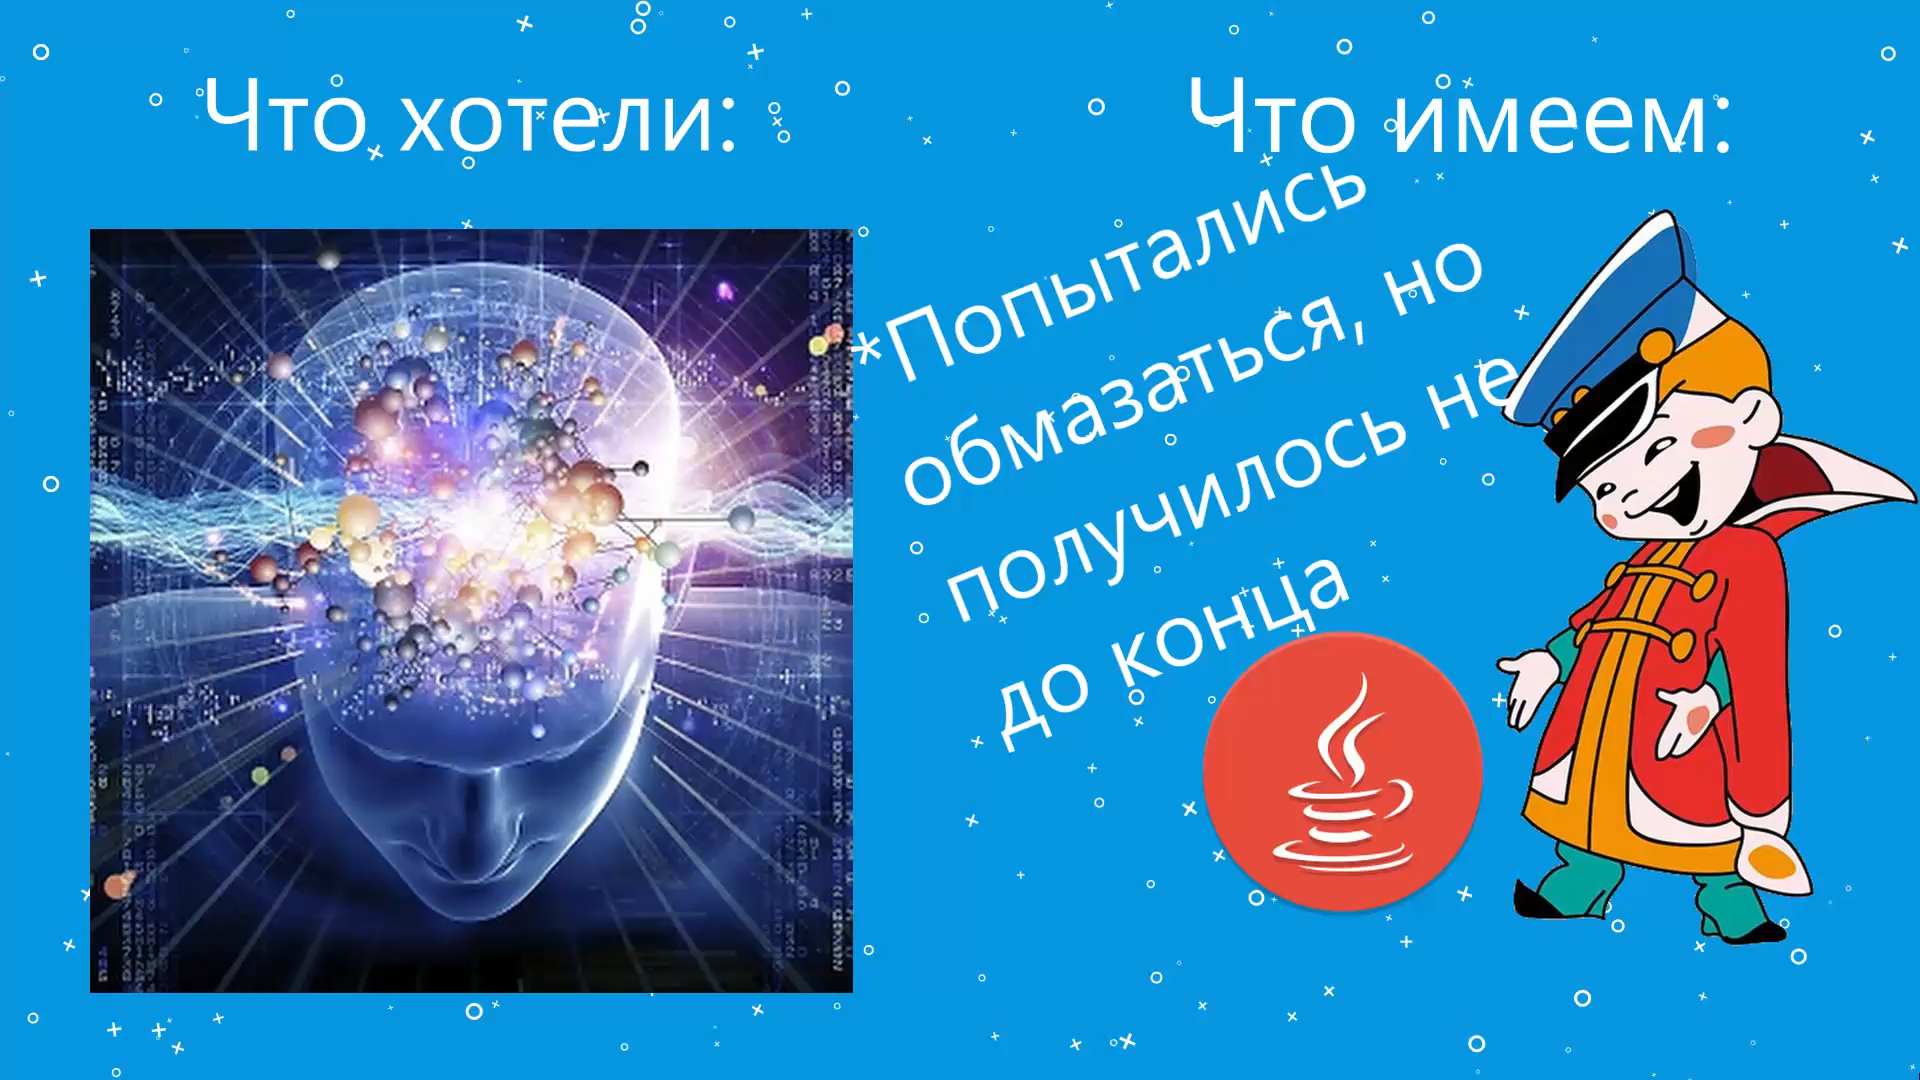 Что хотели:
Что имеем:
*Попытались
обмазаться, но
получилось не
до конца